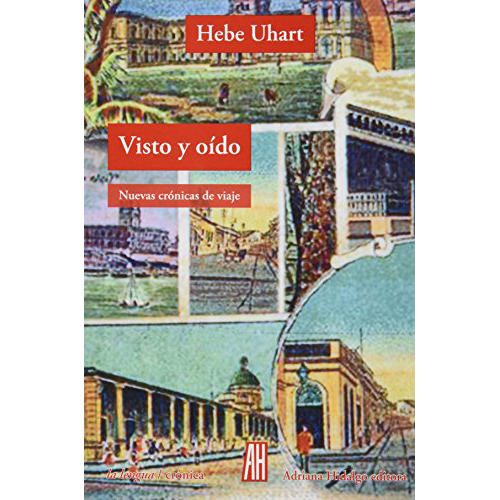 Hebe Uhart
Visto y oído
Nuevas crónicas de viaje
la lengua / crónica
AH
Adriana Hidalgo editora